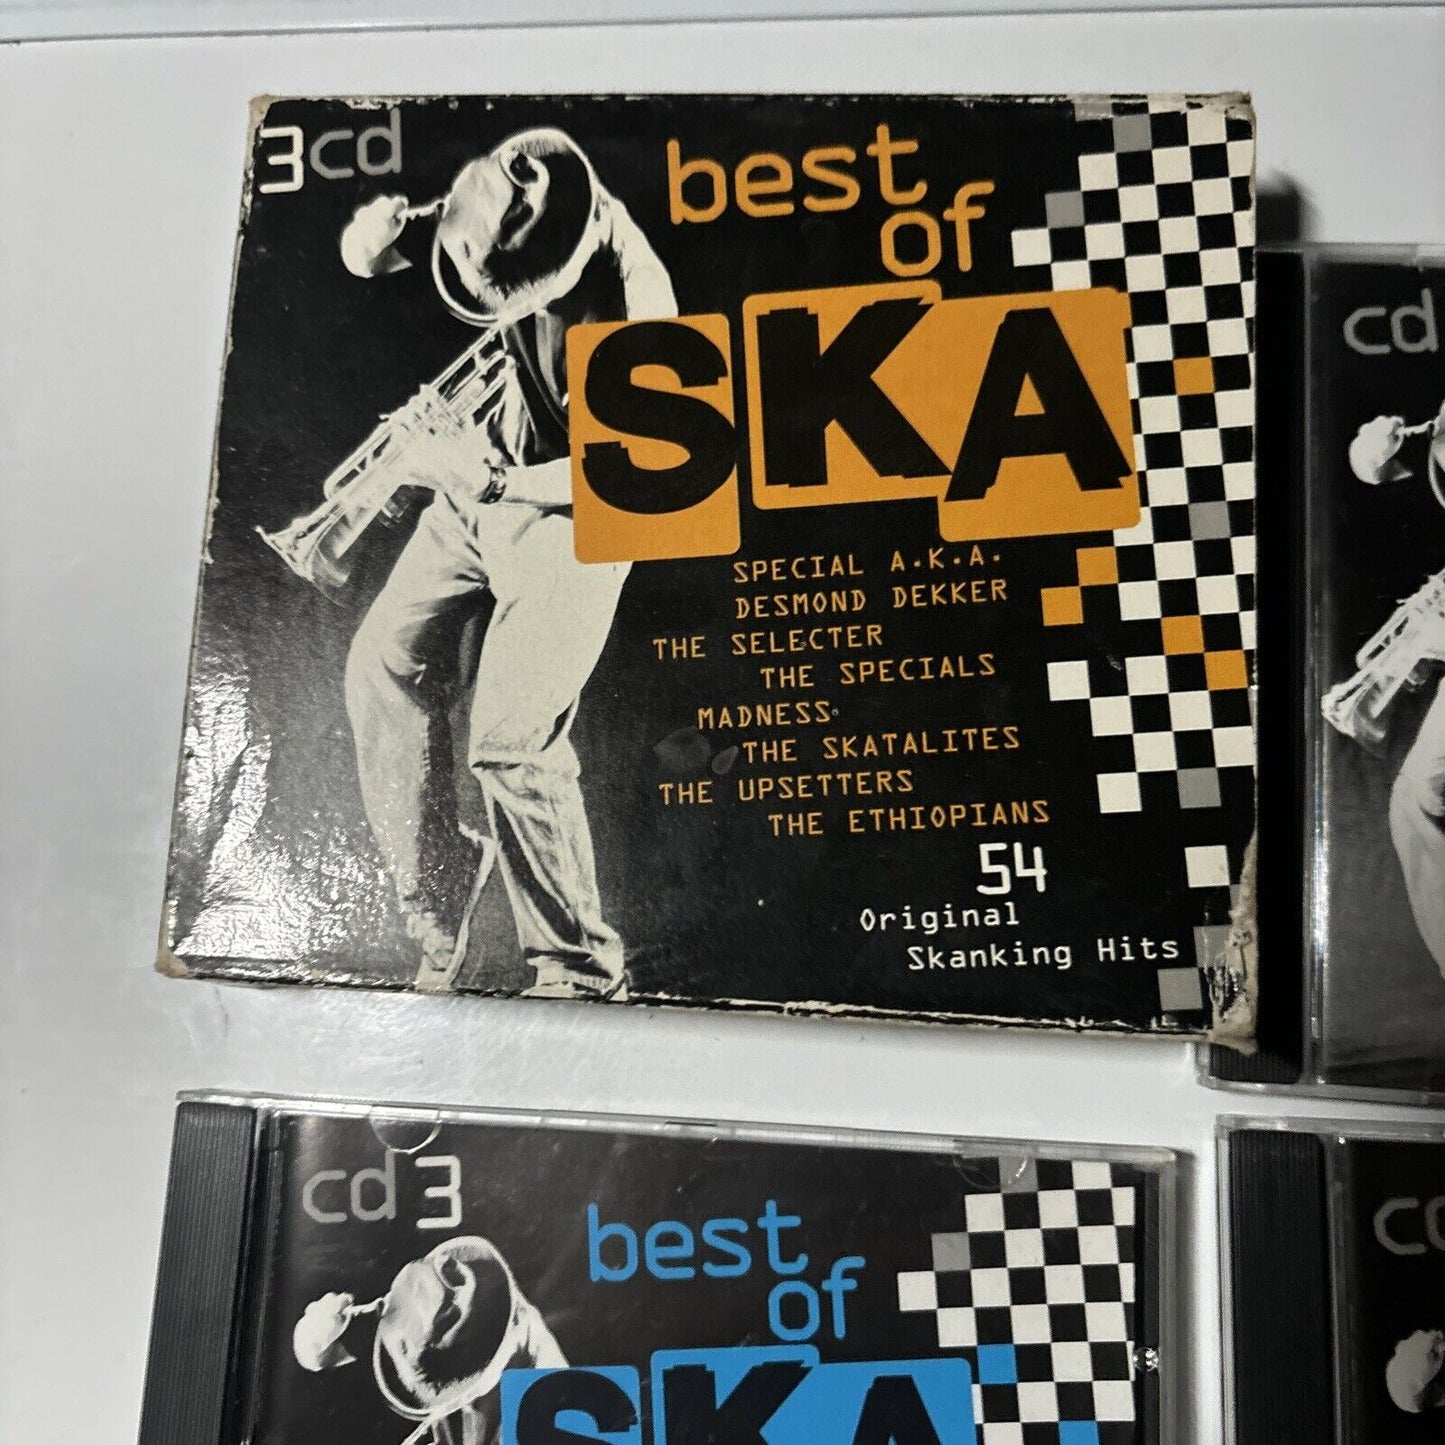 3cd
best
of
SKA
SPECIAL A.K.A.
DESMOND DEKKER
THE SELECTER
THE SPECIALS
MADNESS
THE SKATALITES
THE UPSETTERS
THE ETHIOPIANS
54
Original
Skanking Hits
cd
cd 3
best
of
SKA